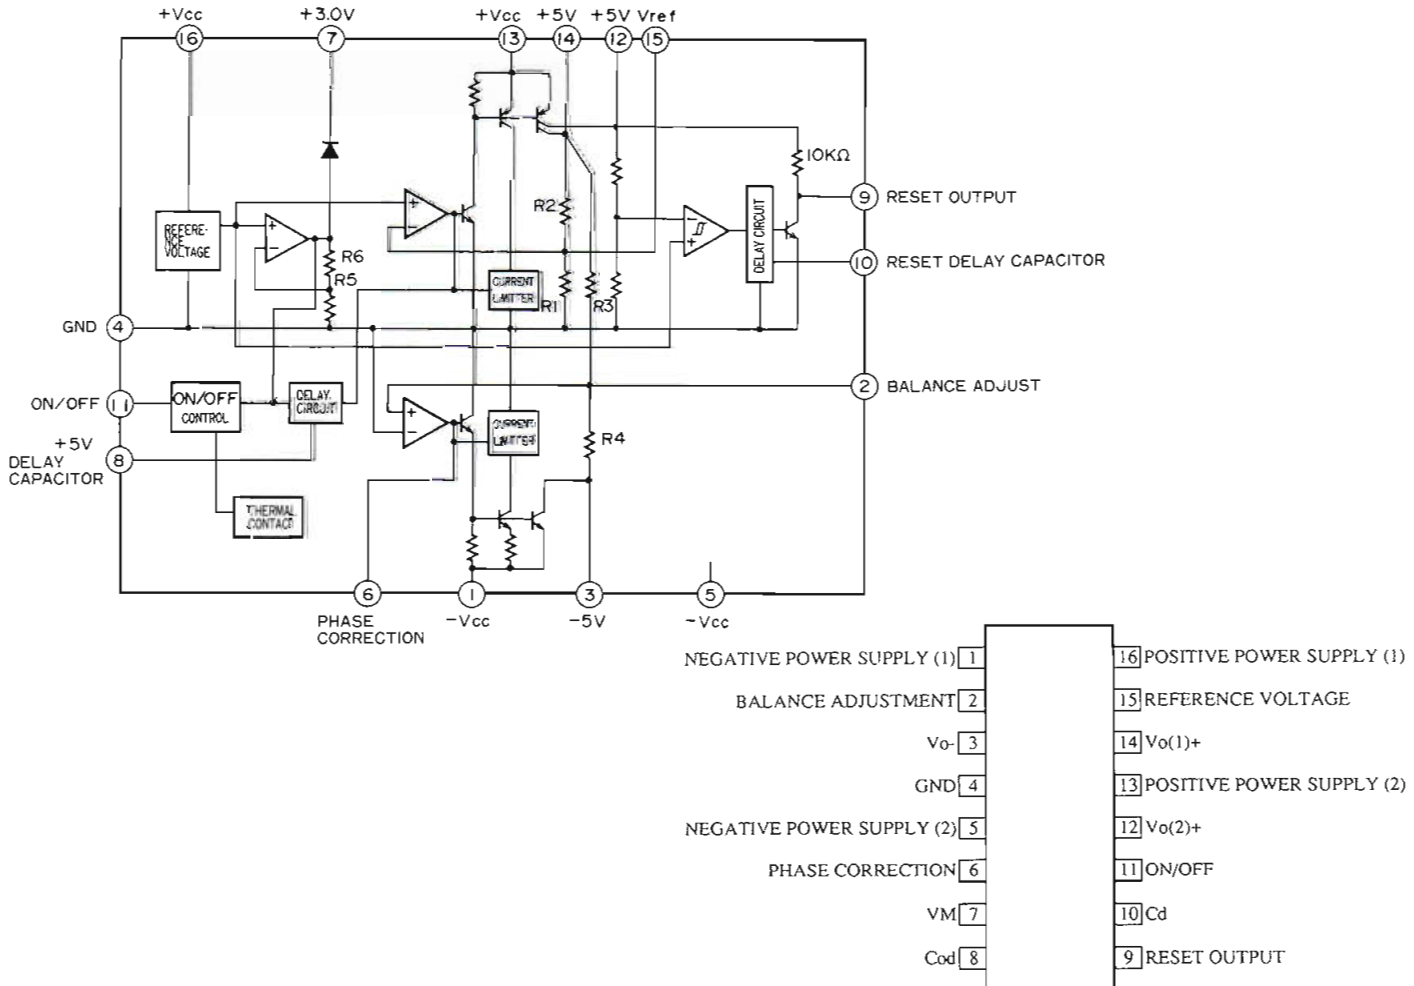 +Vcc +3.0V +Vcc +5V +5V Vref
16 7 13 14 12 15
10KΩ
9 RESET OUTPUT
R2
REFERE-
NCE
VOLTAGE
+
-
+
-
-
+
DELAY CIRCUIT
R6
R5
10 RESET DELAY CAPACITOR
CURRENT
LIMITTER
R1
R3
GND 4
2 BALANCE ADJUST
ON/OFF 11
ON/OFF
CONTROL
DELAY
CIRCUIT
+
-
CURRENT
LIMITTER
R4
+5V
DELAY
CAPACITOR
8
THERMAL
CONTACT
6 1 3 5
PHASE
CORRECTION
-Vcc -5V -Vcc
NEGATIVE POWER SUPPLY (1) 1
16 POSITIVE POWER SUPPLY (1)
BALANCE ADJUSTMENT 2
15 REFERENCE VOLTAGE
Vo- 3
14 Vo(1)+
GND 4
13 POSITIVE POWER SUPPLY (2)
NEGATIVE POWER SUPPLY (2) 5
12 Vo(2)+
PHASE CORRECTION 6
11 ON/OFF
VM 7
10 Cd
Cod 8
9 RESET OUTPUT